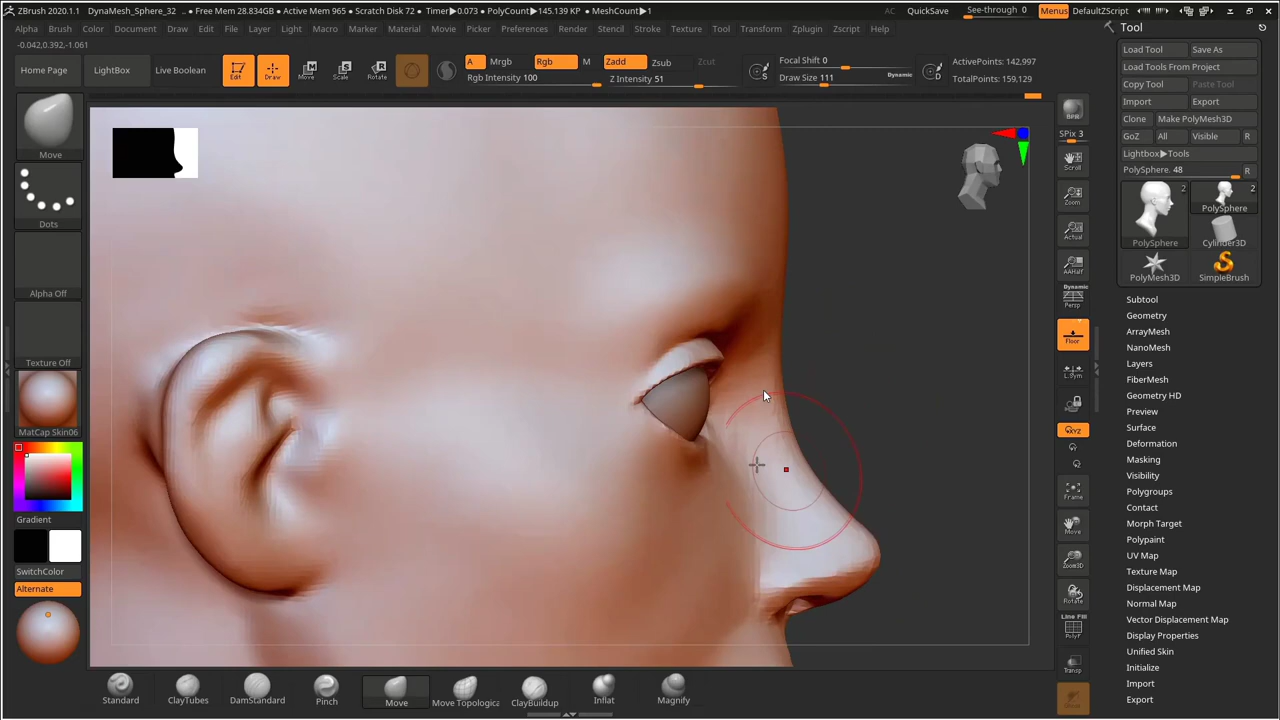 ZBrush 2020.1.1 DynaMesh_Sphere_32 .. • Free Mem 28.834GB • Active Mem 965 • Scratch Disk 72 • Timer▶0.073 • PolyCount▶145.139 KP • MeshCount▶1 AC QuickSave See-through 0 Menus DefaultZScript
Alpha Brush Color Document Draw Edit File Layer Light Macro Marker Material Movie Picker Preferences Render Stencil Stroke Texture Tool Transform Zplugin Zscript Help
-0.042,0.392,-1.061
Home Page LightBox Live Boolean Edit Draw Move Scale Rotate
A Mrgb Rgb M Zadd Zsub Zcut
Rgb Intensity 100 Z Intensity 51
Focal Shift 0
Draw Size 111 Dynamic
ActivePoints: 142,997
TotalPoints: 159,129
Move
Dots
Alpha Off
Texture Off
MatCap Skin06
Gradient
SwitchColor
Alternate
BPR
SPix 3
Scroll
Zoom
Actual
AAHalf
Dynamic
Persp
Floor
L.Sym
XYZ
Frame
Move
Zoom3D
Rotate
Line Fill
PolyF
Transp
Tool
Load Tool Save As
Load Tools From Project
Copy Tool Paste Tool
Import Export
Clone Make PolyMesh3D
GoZ All Visible R
Lightbox▶Tools
PolySphere. 48 R
2 2
PolySphere PolySphere
Cylinder3D
PolyMesh3D SimpleBrush
Subtool
Geometry
ArrayMesh
NanoMesh
Layers
FiberMesh
Geometry HD
Preview
Surface
Deformation
Masking
Visibility
Polygroups
Contact
Morph Target
Polypaint
UV Map
Texture Map
Displacement Map
Normal Map
Vector Displacement Map
Display Properties
Unified Skin
Initialize
Import
Export
Standard ClayTubes DamStandard Pinch Move Move Topologica ClayBuildup Inflat Magnify